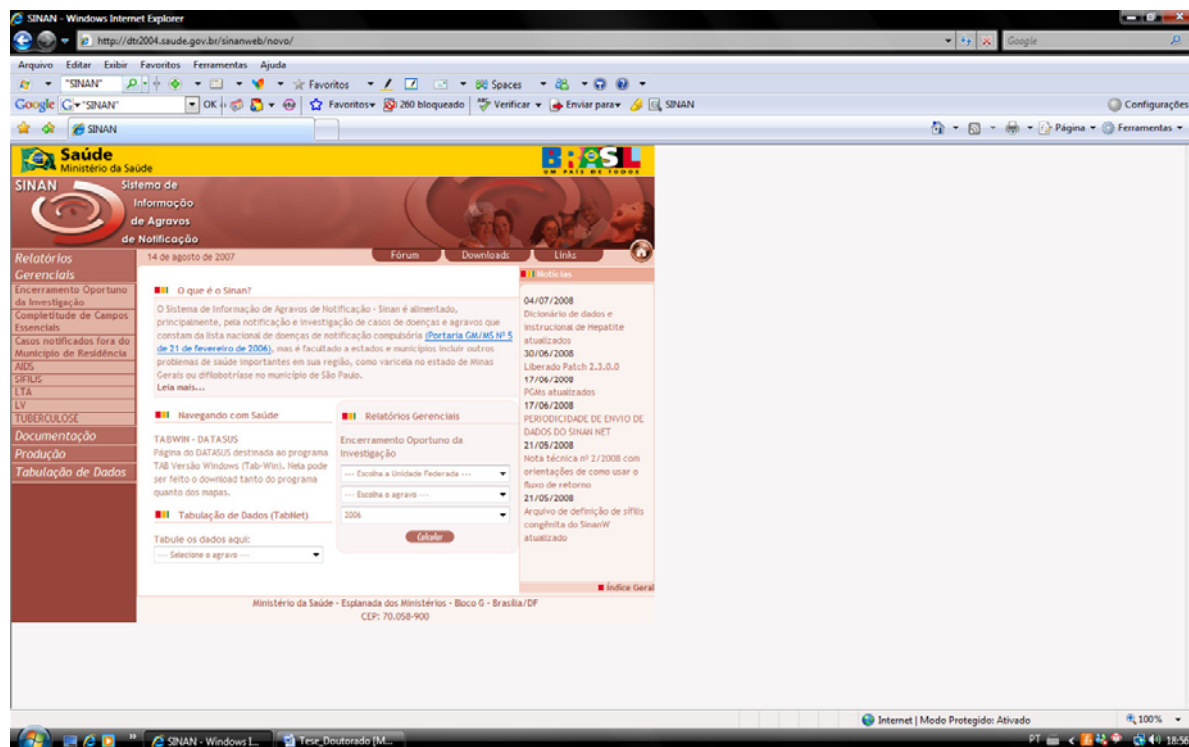 SINAN - Windows Internet Explorer
http://dtr2004.saude.gov.br/sinanweb/novo/
Google
Arquivo Editar Exibir Favoritos Ferramentas Ajuda
"SINAN" Favoritos Spaces
Google "SINAN" OK Favoritos 260 bloqueado Verificar Enviar para SINAN Configurações
SINAN Página Ferramentas
Saúde
Ministério da Saúde
BRASIL
UM PAÍS DE TODOS
SINAN
Sistema de
Informação
de Agravos
de Notificação
14 de agosto de 2007
Fórum Downloads Links
Relatórios
Gerenciais
Encerramento Oportuno
da Investigação
Completitude de Campos
Essenciais
Casos notificados fora do
Município de Residência
AIDS
SIFILIS
LTA
LV
TUBERCULOSE
Documentação
Produção
Tabulação de Dados
O que é o Sinan?
O Sistema de Informação de Agravos de Notificação - Sinan é alimentado,
principalmente, pela notificação e investigação de casos de doenças e agravos que
constam da lista nacional de doenças de notificação compulsória (Portaria GM/MS Nº 5
de 21 de fevereiro de 2006), mas é facultado a estados e municípios incluir outros
problemas de saúde importantes em sua região, como varicela no estado de Minas
Gerais ou difilobotríase no município de São Paulo.
Leia mais...
Navegando com Saúde
TABWIN - DATASUS
Página do DATASUS destinada ao programa
TAB Versão Windows (Tab-Win). Nela pode
ser feito o download tanto do programa
quanto dos mapas.
Tabulação de Dados (TabNet)
Tabule os dados aqui:
--- Selecione o agravo ---
Relatórios Gerenciais
Encerramento Oportuno da
Investigação
--- Escolha a Unidade Federada ---
--- Escolha o agravo ---
2006
Calcular
Notícias
04/07/2008
Dicionário de dados e
instrucional de Hepatite
atualizados
30/06/2008
Liberado Patch 2.3.0.0
17/06/2008
PGMs atualizados
17/06/2008
PERIODICIDADE DE ENVIO DE
DADOS DO SINAN NET
21/05/2008
Nota técnica nº 2/2008 com
orientações de como usar o
fluxo de retorno
21/05/2008
Arquivo de definição de sífilis
congênita do SinanW
atualizado
Índice Geral
Ministério da Saúde - Esplanada dos Ministérios - Bloco G - Brasília/DF
CEP: 70.058-900
Internet | Modo Protegido: Ativado 100%
SINAN - Windows I... Tese_Doutorado [M... PT 18:56